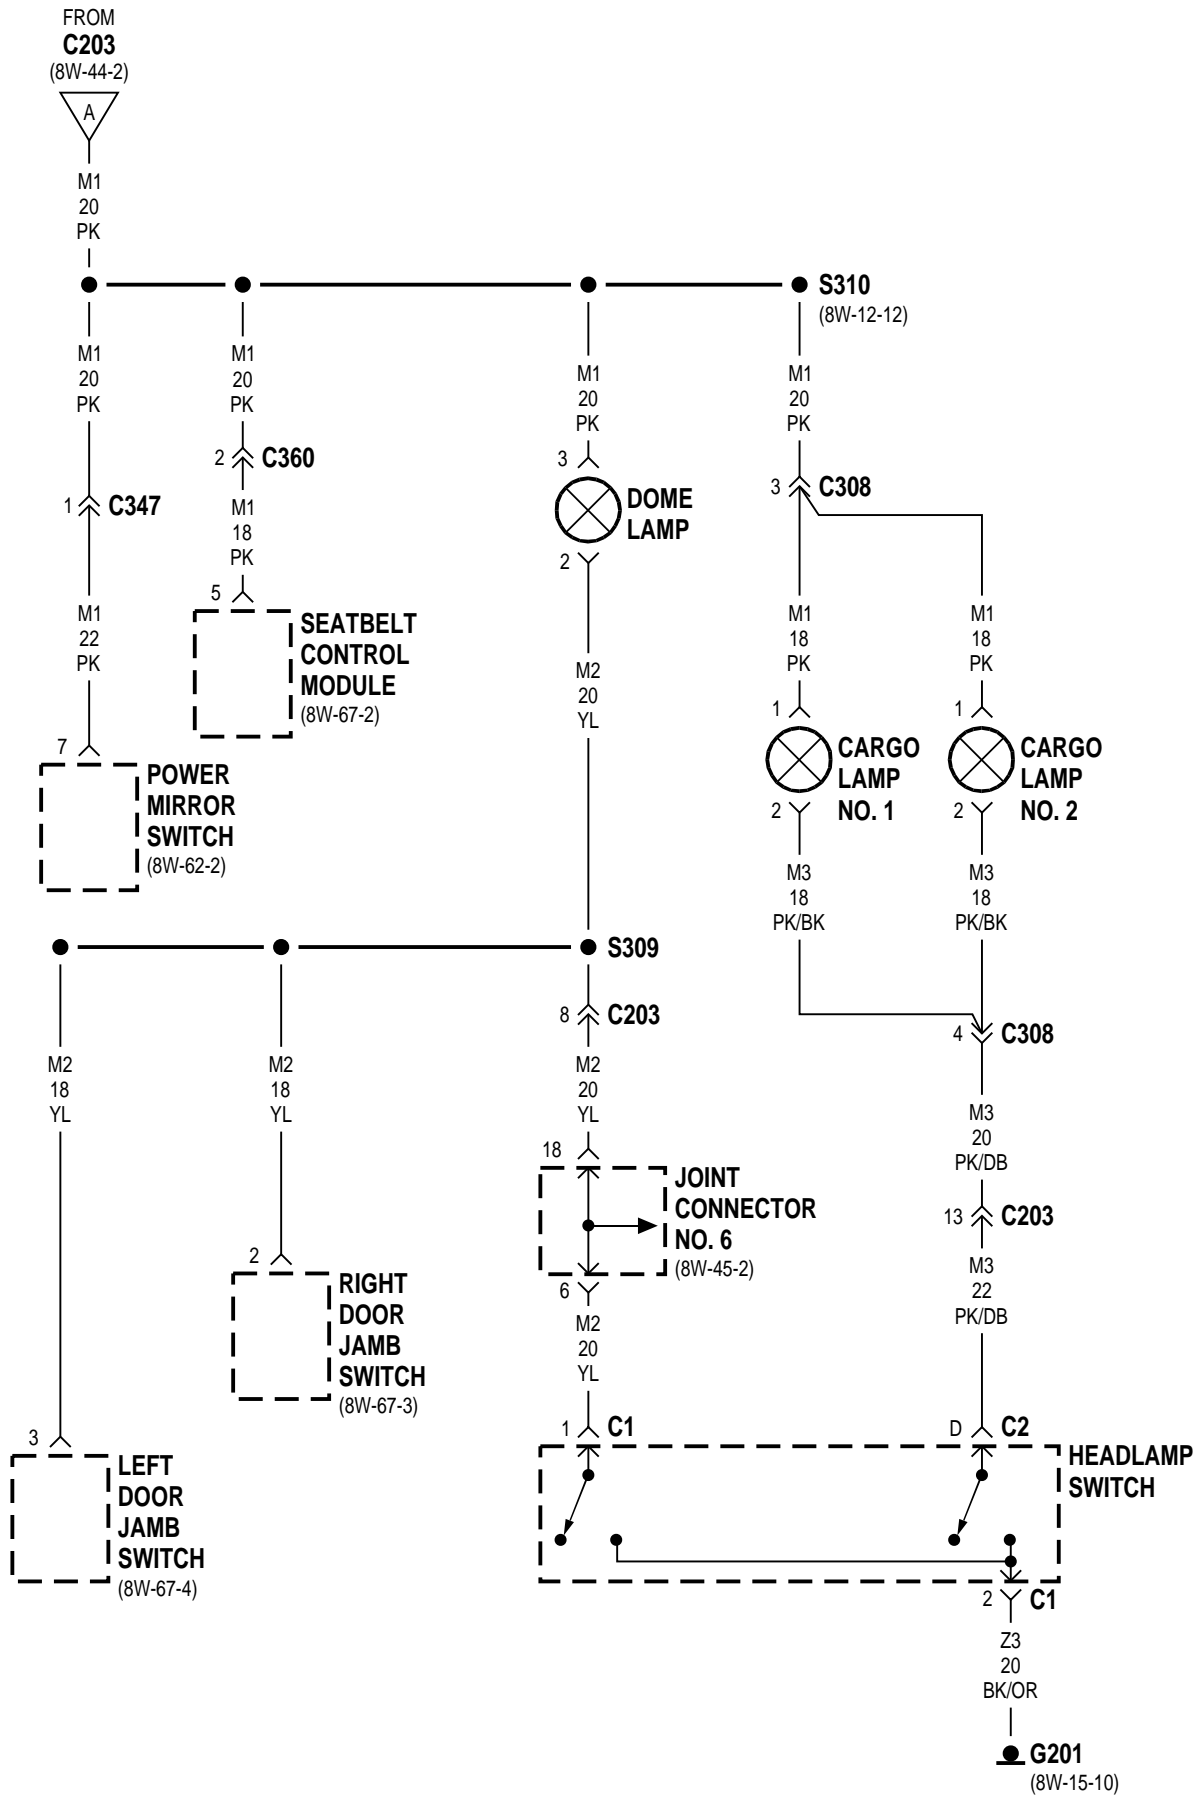 FROM
C203
(8W-44-2)
A
M1
20
PK
S310
(8W-12-12)
M1
20
PK
M1
20
PK
M1
20
PK
M1
20
PK
2 C360
3
3 C308
1 C347
DOME
LAMP
M1
18
PK
2
5
M1
22
PK
SEATBELT
CONTROL
MODULE
(8W-67-2)
M2
20
YL
M1
18
PK
M1
18
PK
1
1
7
POWER
MIRROR
SWITCH
(8W-62-2)
CARGO
LAMP
NO. 1
CARGO
LAMP
NO. 2
2
2
M3
18
PK/BK
M3
18
PK/BK
S309
8 C203
4 C308
M2
18
YL
M2
18
YL
M2
20
YL
M3
20
PK/DB
18
JOINT
CONNECTOR
NO. 6
(8W-45-2)
13 C203
2
RIGHT
DOOR
JAMB
SWITCH
(8W-67-3)
6
M2
20
YL
M3
22
PK/DB
3
1 C1
D C2
LEFT
DOOR
JAMB
SWITCH
(8W-67-4)
HEADLAMP
SWITCH
2 C1
Z3
20
BK/OR
G201
(8W-15-10)